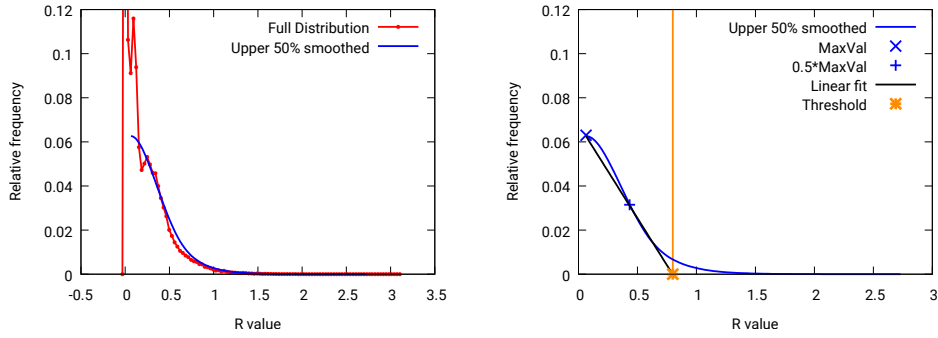 0.12
0.1
0.08
0.06
0.04
0.02
0
-0.5
0
0.5
1
1.5
2
2.5
3
3.5
Relative frequency
R value
Full Distribution
Upper 50% smoothed
0.12
0.1
0.08
0.06
0.04
0.02
0
0
0.5
1
1.5
2
2.5
3
Relative frequency
R value
Upper 50% smoothed
MaxVal
0.5*MaxVal
Linear fit
Threshold